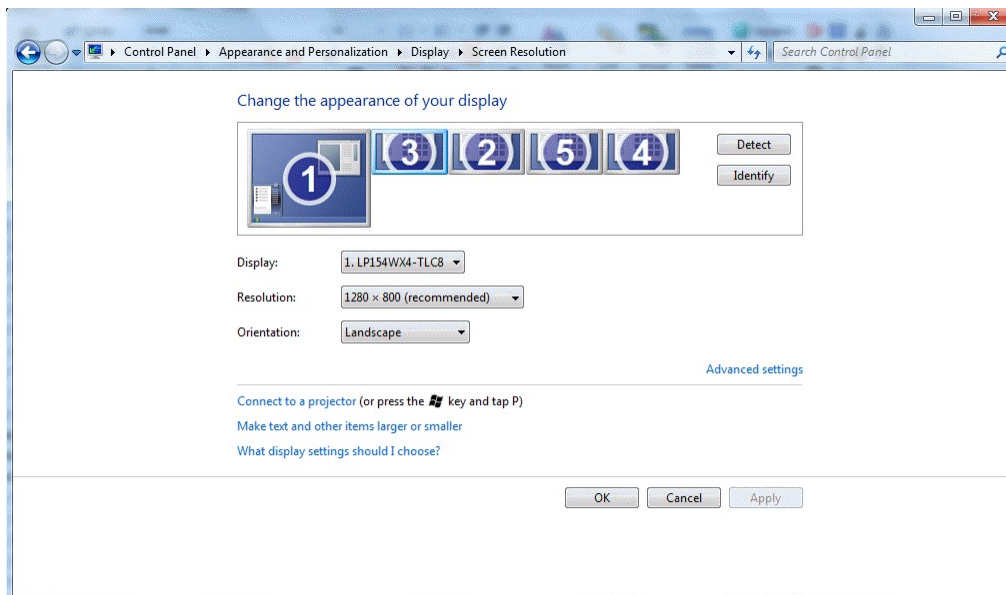 Control Panel Appearance and Personalization Display Screen Resolution Search Control Panel
Change the appearance of your display
1 3 2 5 4
Detect
Identify
Display: 1. LP154WX4-TLC8
Resolution: 1280 × 800 (recommended)
Orientation: Landscape
Advanced settings
Connect to a projector (or press the key and tap P)
Make text and other items larger or smaller
What display settings should I choose?
OK Cancel Apply